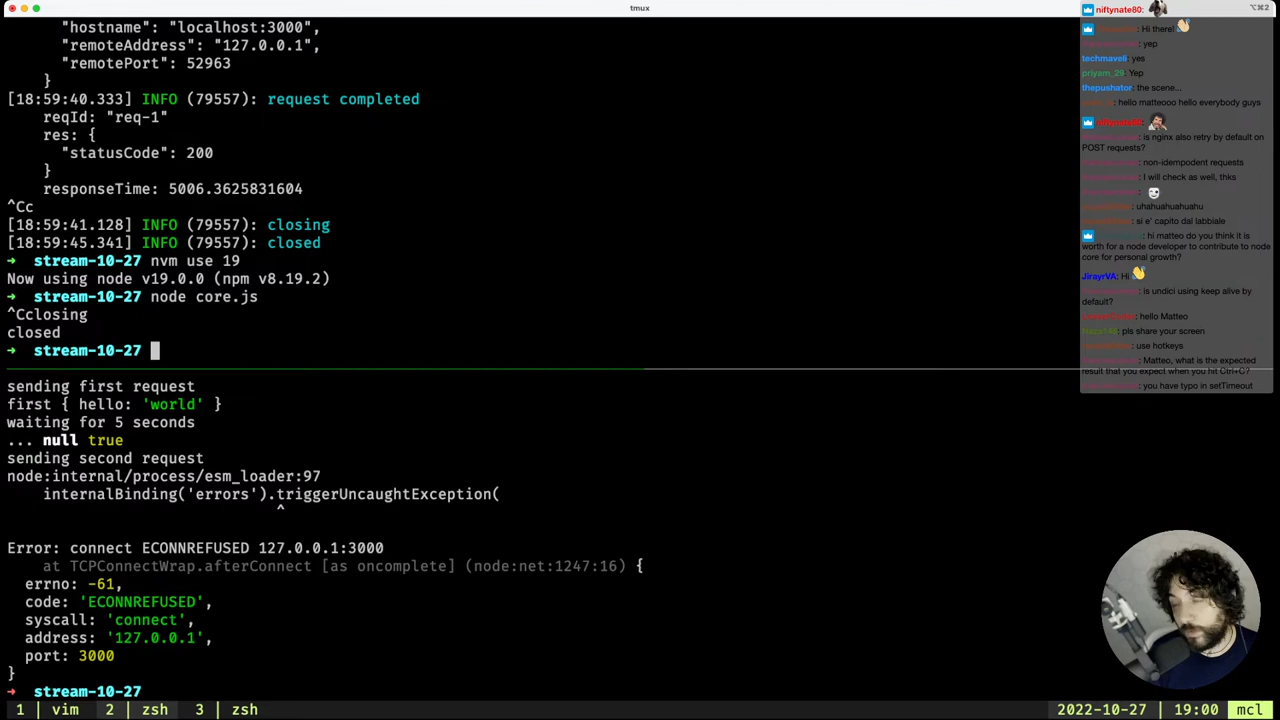 tmux
⌥⌘2
"hostname": "localhost:3000",
"remoteAddress": "127.0.0.1",
"remotePort": 52963
}
[18:59:40.333] INFO (79557): request completed
reqId: "req-1"
res: {
"statusCode": 200
}
responseTime: 5006.3625831604
^Cc
[18:59:41.128] INFO (79557): closing
[18:59:45.341] INFO (79557): closed
➜ stream-10-27 nvm use 19
Now using node v19.0.0 (npm v8.19.2)
➜ stream-10-27 node core.js
^Cclosing
closed
➜ stream-10-27
sending first request
first { hello: 'world' }
waiting for 5 seconds
... null true
sending second request
node:internal/process/esm_loader:97
internalBinding('errors').triggerUncaughtException(
^
Error: connect ECONNREFUSED 127.0.0.1:3000
at TCPConnectWrap.afterConnect [as oncomplete] (node:net:1247:16) {
errno: -61,
code: 'ECONNREFUSED',
syscall: 'connect',
address: '127.0.0.1',
port: 3000
}
➜ stream-10-27
1 | vim 2 | zsh 3 | zsh 2022-10-27 | 19:00 | mcl
niftynate80:
: Hi there!
: yep
techmaveli: yes
priyam_29: Yep
thepushator: the scene...
: hello matteooo hello everybody guys
niftynate80:
: is nginx also retry by default on
POST requests?
: non-idempodent requests
: I will check as well, thks
: uhahuahuahuahu
: si e' capito dal labbiale
: hi matteo do you think it is
worth for a node developer to contribute to node
core for personal growth?
JirayrVA: Hi
: is undici using keep alive by
default?
: hello Matteo
: pls share your screen
: use hotkeys
: Matteo, what is the expected
result that you expect when you hit Ctrl+C?
: you have typo in setTimeout